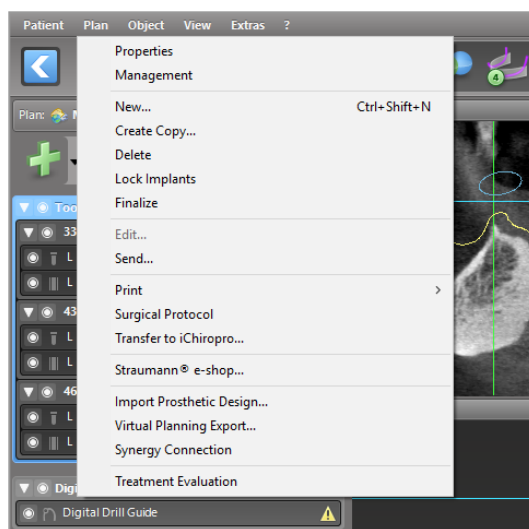 Patient Plan Object View Extras ?
Properties
Management
New... Ctrl+Shift+N
Create Copy...
Delete
Lock Implants
Finalize
Edit...
Send...
Print
Surgical Protocol
Transfer to iChiropro...
Straumann® e-shop...
Import Prosthetic Design...
Virtual Planning Export...
Synergy Connection
Treatment Evaluation
Plan:
4
33
L
L
43
L
L
46
L
L
Digital Drill Guide